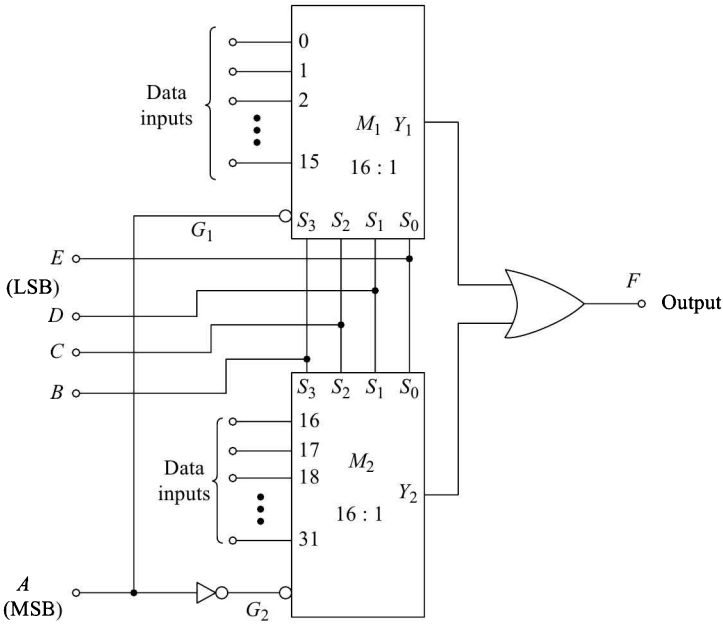 0
1
2
15
Data
inputs
M₁ Y₁
16 : 1
S₃ S₂ S₁ S₀
G₁
E
(LSB)
D
C
B
F
Output
S₃ S₂ S₁ S₀
16
17
18
31
Data
inputs
M₂
Y₂
16 : 1
A
(MSB)
G₂